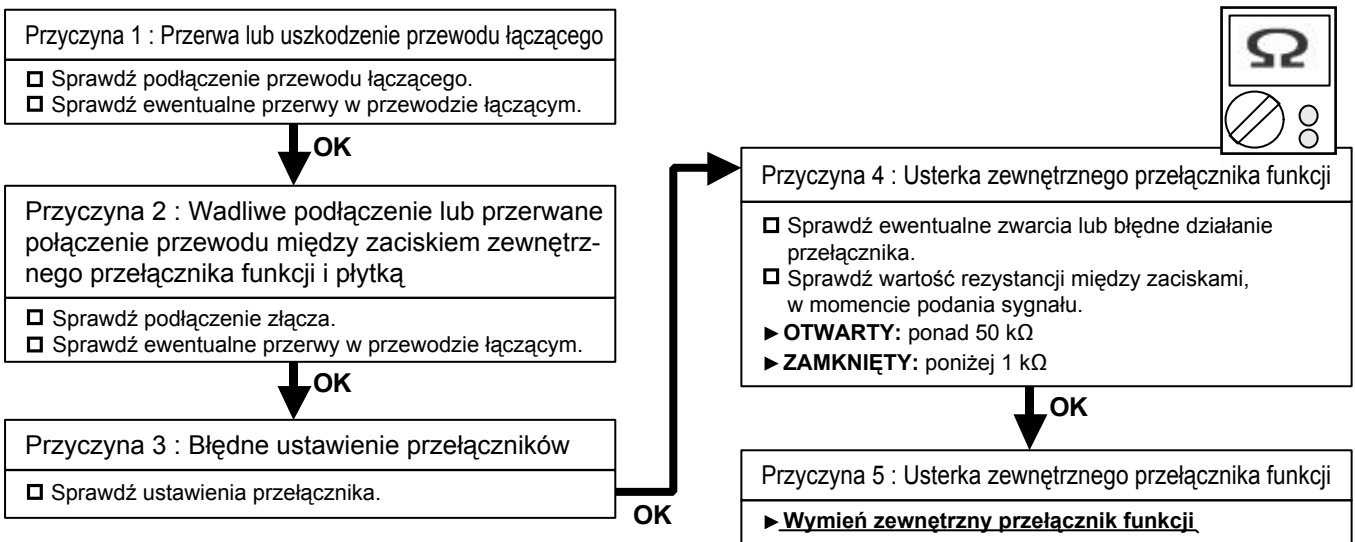 Przyczyna 1 : Przerwa lub uszkodzenie przewodu łączącego
Sprawdź podłączenie przewodu łączącego.
Sprawdź ewentualne przerwy w przewodzie łączącym.
OK
Przyczyna 2 : Wadliwe podłączenie lub przerwane
połączenie przewodu między zaciskiem zewnętrz-
nego przełącznika funkcji i płytką
Sprawdź podłączenie złącza.
Sprawdź ewentualne przerwy w przewodzie łączącym.
OK
Przyczyna 3 : Błędne ustawienie przełączników
Sprawdź ustawienia przełącznika.
OK
Ω
Przyczyna 4 : Usterka zewnętrznego przełącznika funkcji
Sprawdź ewentualne zwarcia lub błędne działanie
przełącznika.
Sprawdź wartość rezystancji między zaciskami,
w momencie podania sygnału.
►OTWARTY: ponad 50 kΩ
►ZAMKNIĘTY: poniżej 1 kΩ
OK
Przyczyna 5 : Usterka zewnętrznego przełącznika funkcji
►Wymień zewnętrzny przełącznik funkcji